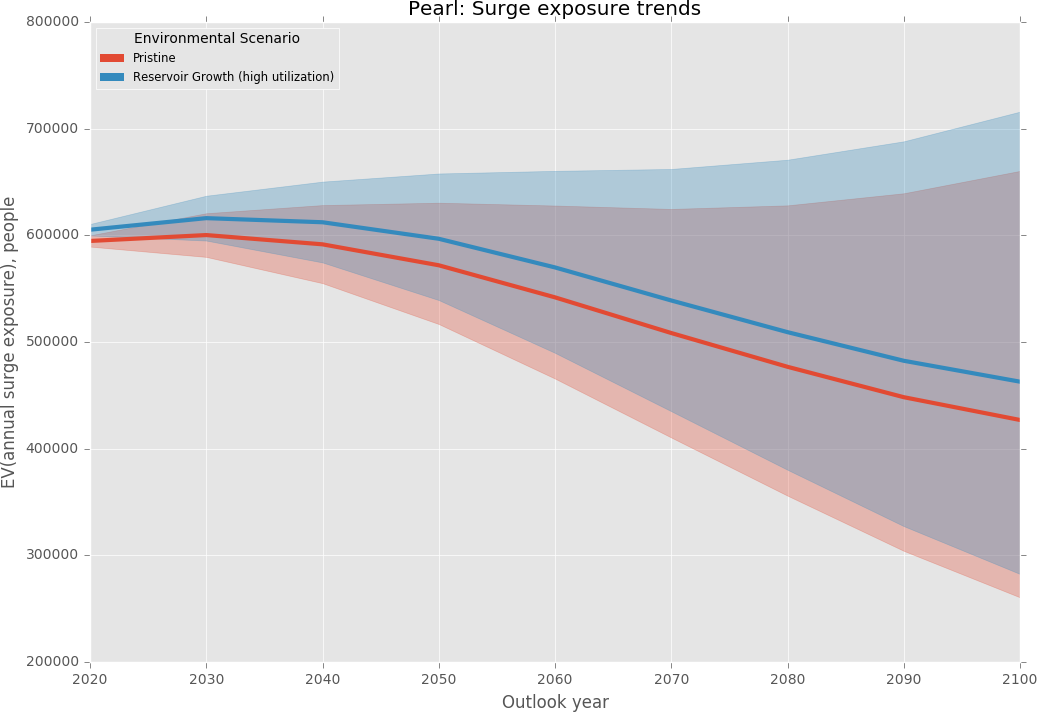 Pearl: Surge exposure trends
Environmental Scenario
Pristine
Reservoir Growth (high utilization)
EV(annual surge exposure), people
800000
700000
600000
500000
400000
300000
200000
2020 2030 2040 2050 2060 2070 2080 2090 2100
Outlook year